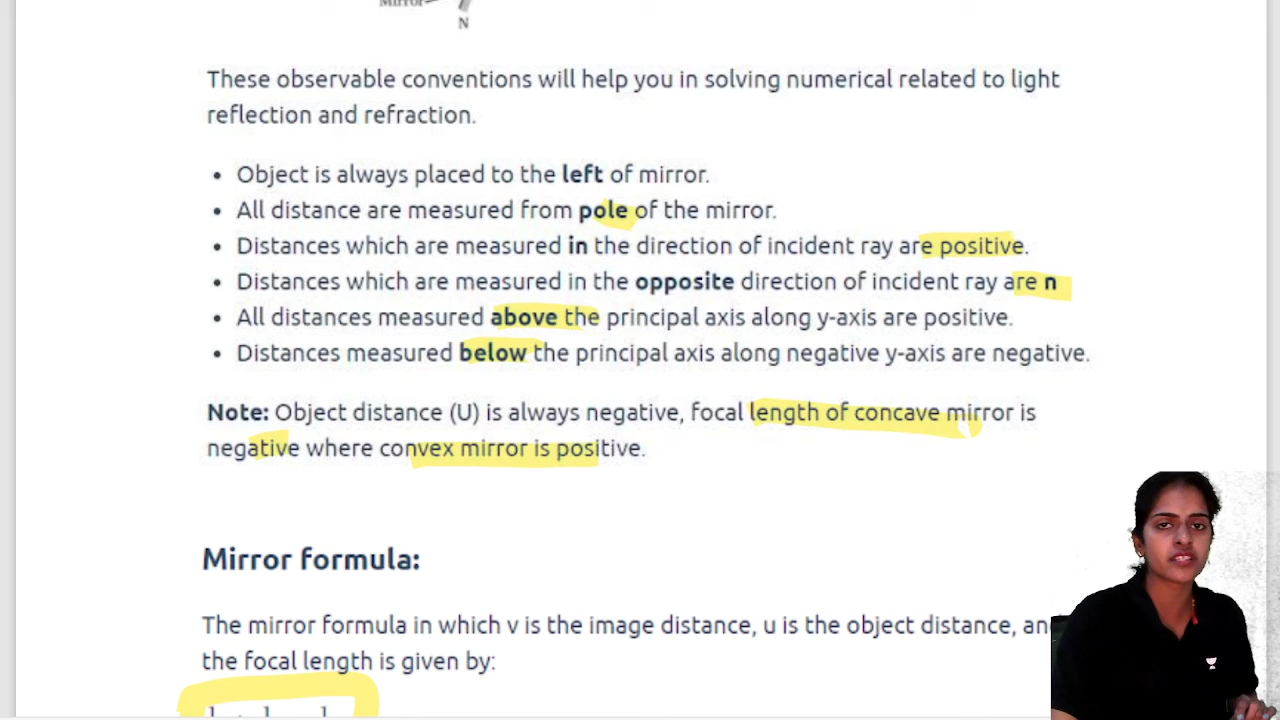 Mirror
N
These observable conventions will help you in solving numerical related to light
reflection and refraction.
• Object is always placed to the left of mirror.
• All distance are measured from pole of the mirror.
• Distances which are measured in the direction of incident ray are positive.
• Distances which are measured in the opposite direction of incident ray are n
• All distances measured above the principal axis along y-axis are positive.
• Distances measured below the principal axis along negative y-axis are negative.
Note: Object distance (U) is always negative, focal length of concave mirror is
negative where convex mirror is positive.
Mirror formula:
The mirror formula in which v is the image distance, u is the object distance, an
the focal length is given by: